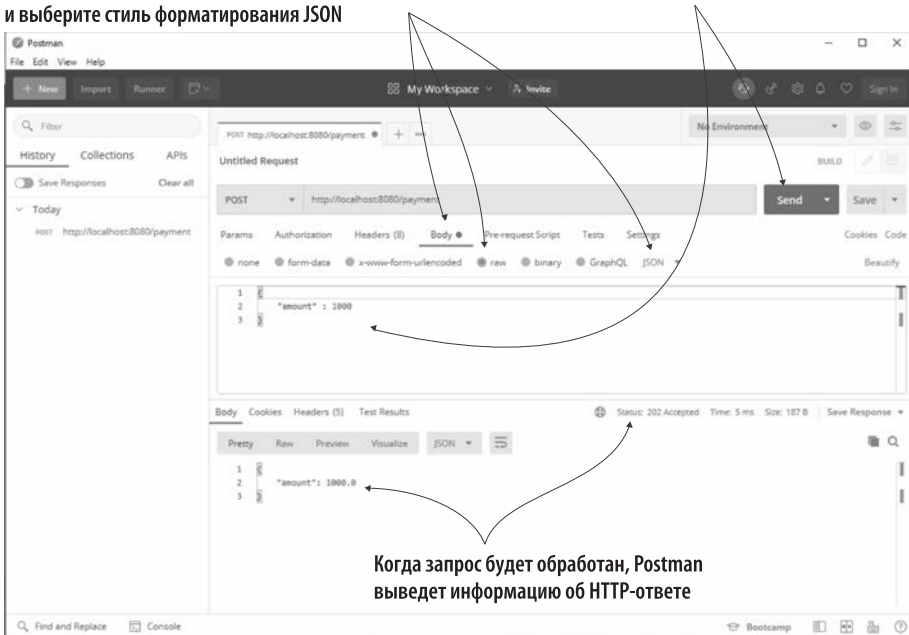 и выберите стиль форматирования JSON
Postman
File Edit View Help
+ New Import Runner
My Workspace Invite
Sign In
Filter
History Collections APIs
Save Responses Clear all
Today
POST http://localhost:8080/payment
POST http://localhost:8080/payment
No Environment
Untitled Request
BUILD
POST http://localhost:8080/payment Send Save
Params Authorization Headers (8) Body Pre-request Script Tests Settings Cookies Code
none form-data x-www-form-urlencoded raw binary GraphQL JSON Beautify
1 {
2 "amount" : 1000
3 }
Body Cookies Headers (5) Test Results Status: 202 Accepted Time: 5 ms Size: 187 B Save Response
Pretty Raw Preview Visualize JSON
1 {
2 "amount": 1000.0
3 }
Когда запрос будет обработан, Postman
выведет информацию об HTTP-ответе
Find and Replace Console
Bootcamp